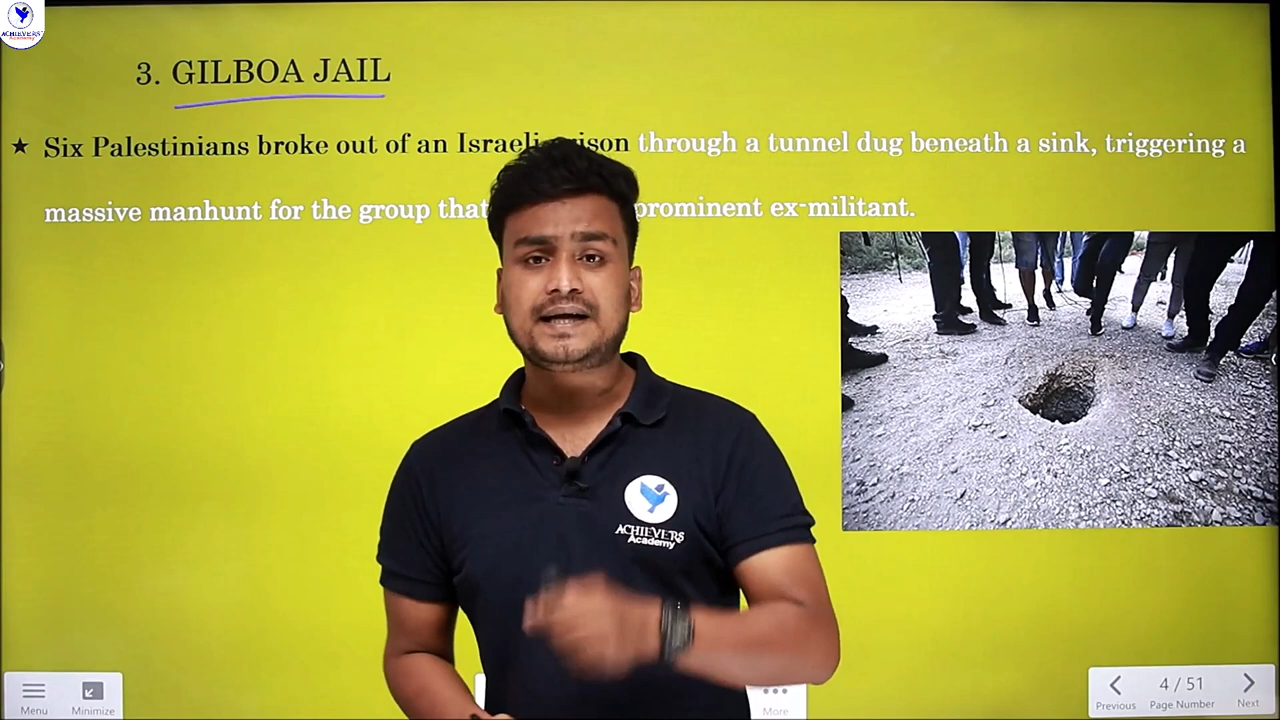 ACHIEVERS
Academy
3. GILBOA JAIL
★ Six Palestinians broke out of an Israeli through a tunnel dug beneath a sink, triggering a
massive manhunt for the group that prominent ex-militant.
ACHIEVERS
Academy
Menu
Minimize
More
4 / 51
Previous
Page Number
Next